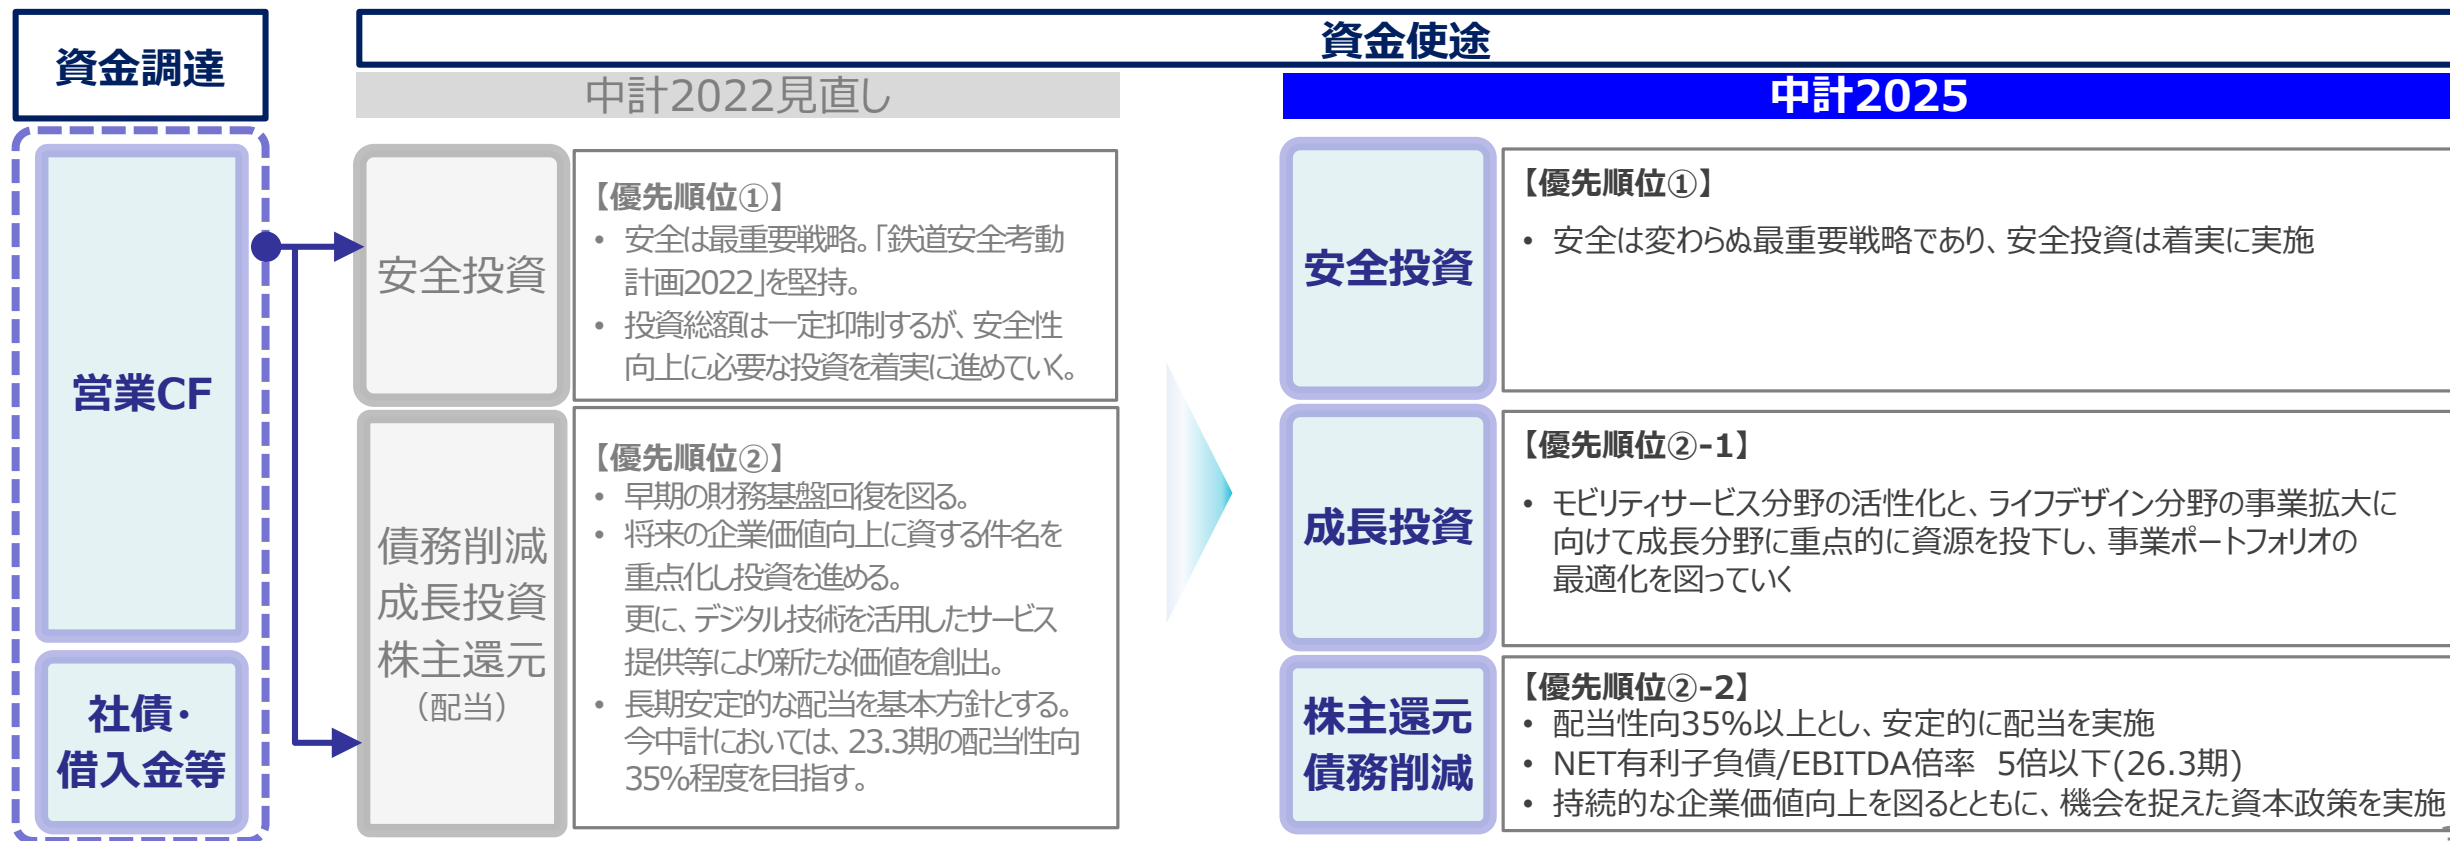 資金調達
資金使途
中計2022見直し
中計2025
営業CF
社債・
借入金等
安全投資
【優先順位①】
• 安全は最重要戦略。「鉄道安全考動
計画2022」を堅持。
• 投資総額は一定抑制するが、安全性
向上に必要な投資を着実に進めていく。
債務削減
成長投資
株主還元
（配当）
【優先順位②】
• 早期の財務基盤回復を図る。
• 将来の企業価値向上に資する件名を
重点化し投資を進める。
更に、デジタル技術を活用したサービス
提供等により新たな価値を創出。
• 長期安定的な配当を基本方針とする。
今中計においては、23.3期の配当性向
35%程度を目指す。
安全投資
【優先順位①】
• 安全は変わらぬ最重要戦略であり、安全投資は着実に実施
成長投資
【優先順位②-1】
• モビリティサービス分野の活性化と、ライフデザイン分野の事業拡大に
向けて成長分野に重点的に資源を投下し、事業ポートフォリオの
最適化を図っていく
株主還元
債務削減
【優先順位②-2】
• 配当性向35%以上とし、安定的に配当を実施
• NET有利子負債/EBITDA倍率 5倍以下(26.3期)
• 持続的な企業価値向上を図るとともに、機会を捉えた資本政策を実施